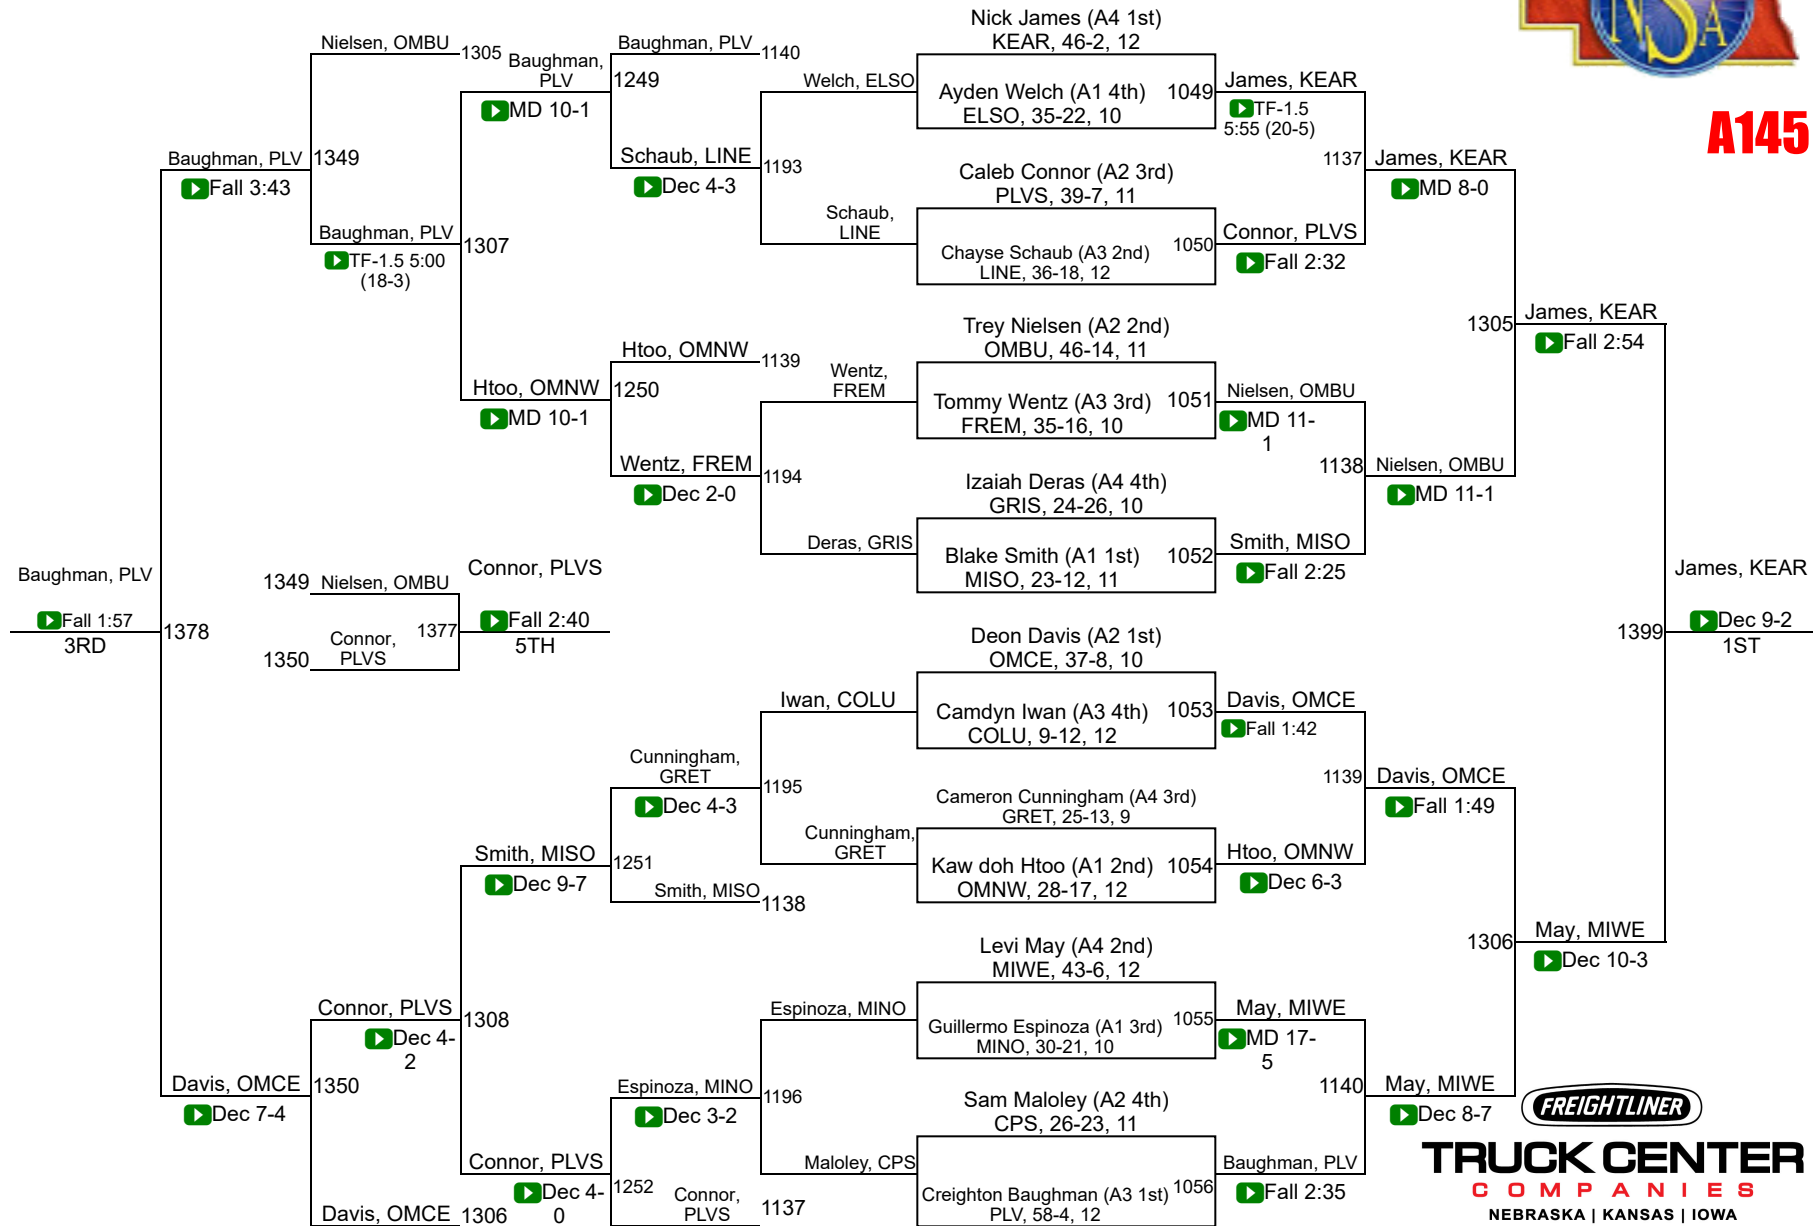 NSA
A145
Nick James (A4 1st)
KEAR, 46-2, 12
Ayden Welch (A1 4th)
ELSO, 35-22, 10
1049
Caleb Connor (A2 3rd)
PLVS, 39-7, 11
Chayse Schaub (A3 2nd)
LINE, 36-18, 12
1050
Trey Nielsen (A2 2nd)
OMBU, 46-14, 11
Tommy Wentz (A3 3rd)
FREM, 35-16, 10
1051
Izaiah Deras (A4 4th)
GRIS, 24-26, 10
Blake Smith (A1 1st)
MISO, 23-12, 11
1052
Deon Davis (A2 1st)
OMCE, 37-8, 10
Camdyn Iwan (A3 4th)
COLU, 9-12, 12
1053
Cameron Cunningham (A4 3rd)
GRET, 25-13, 9
Kaw doh Htoo (A1 2nd)
OMNW, 28-17, 12
1054
Levi May (A4 2nd)
MIWE, 43-6, 12
Guillermo Espinoza (A1 3rd)
MINO, 30-21, 10
1055
Sam Maloley (A2 4th)
CPS, 26-23, 11
Creighton Baughman (A3 1st)
PLV, 58-4, 12
1056
James, KEAR
TF-1.5
5:55 (20-5)
Connor, PLVS
Fall 2:32
Nielsen, OMBU
MD 11-
1
Smith, MISO
Fall 2:25
Davis, OMCE
Fall 1:42
Htoo, OMNW
Dec 6-3
May, MIWE
MD 17-
5
Baughman, PLV
Fall 2:35
1137
James, KEAR
MD 8-0
1138
Nielsen, OMBU
MD 11-1
1139
Davis, OMCE
Fall 1:49
1140
May, MIWE
Dec 8-7
1305
James, KEAR
Fall 2:54
1306
May, MIWE
Dec 10-3
1399
James, KEAR
Dec 9-2
1ST
Welch, ELSO
Schaub,
LINE
1193
Wentz,
FREM
Deras, GRIS
1194
Iwan, COLU
Cunningham,
GRET
1195
Espinoza, MINO
Maloley, CPS
1196
Baughman, PLV
1140
Schaub, LINE
Dec 4-3
1249
Htoo, OMNW
1139
Wentz, FREM
Dec 2-0
1250
Cunningham,
GRET
Dec 4-3
Smith, MISO
1138
1251
Espinoza, MINO
Dec 3-2
Connor,
PLVS
1137
1252
Baughman,
PLV
MD 10-1
Htoo, OMNW
MD 10-1
1307
Smith, MISO
Dec 9-7
Connor, PLVS
Dec 4-
0
1308
Nielsen, OMBU
1305
Baughman, PLV
TF-1.5 5:00
(18-3)
1349
Connor, PLVS
Dec 4-
2
Davis, OMCE
1306
1350
Baughman, PLV
Fall 3:43
Davis, OMCE
Dec 7-4
1378
Baughman, PLV
Fall 1:57
3RD
1349
Nielsen, OMBU
1350
Connor,
PLVS
1377
Connor, PLVS
Fall 2:40
5TH
FREIGHTLINER
TRUCK CENTER
COMPANIES
NEBRASKA | KANSAS | IOWA